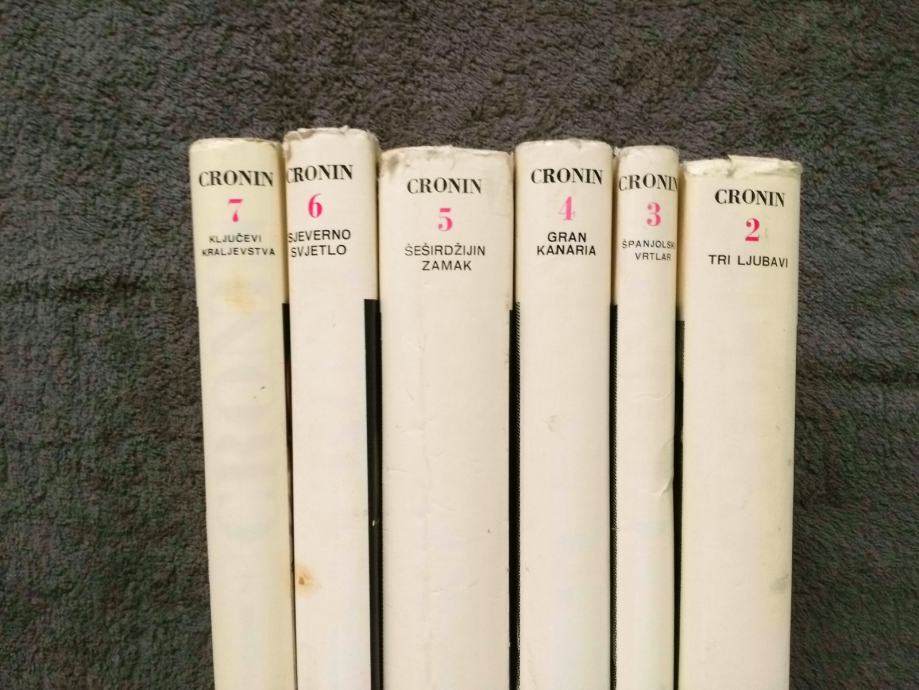 CRONIN
7
KLJUČEVI
KRALJEVSTVA
CRONIN
6
SJEVERNO
SVJETLO
CRONIN
5
ŠEŠIRDŽIJIN
ZAMAK
CRONIN
4
GRAN
KANARIA
CRONIN
3
ŠPANJOLSKI
VRTLAR
CRONIN
2
TRI LJUBAVI